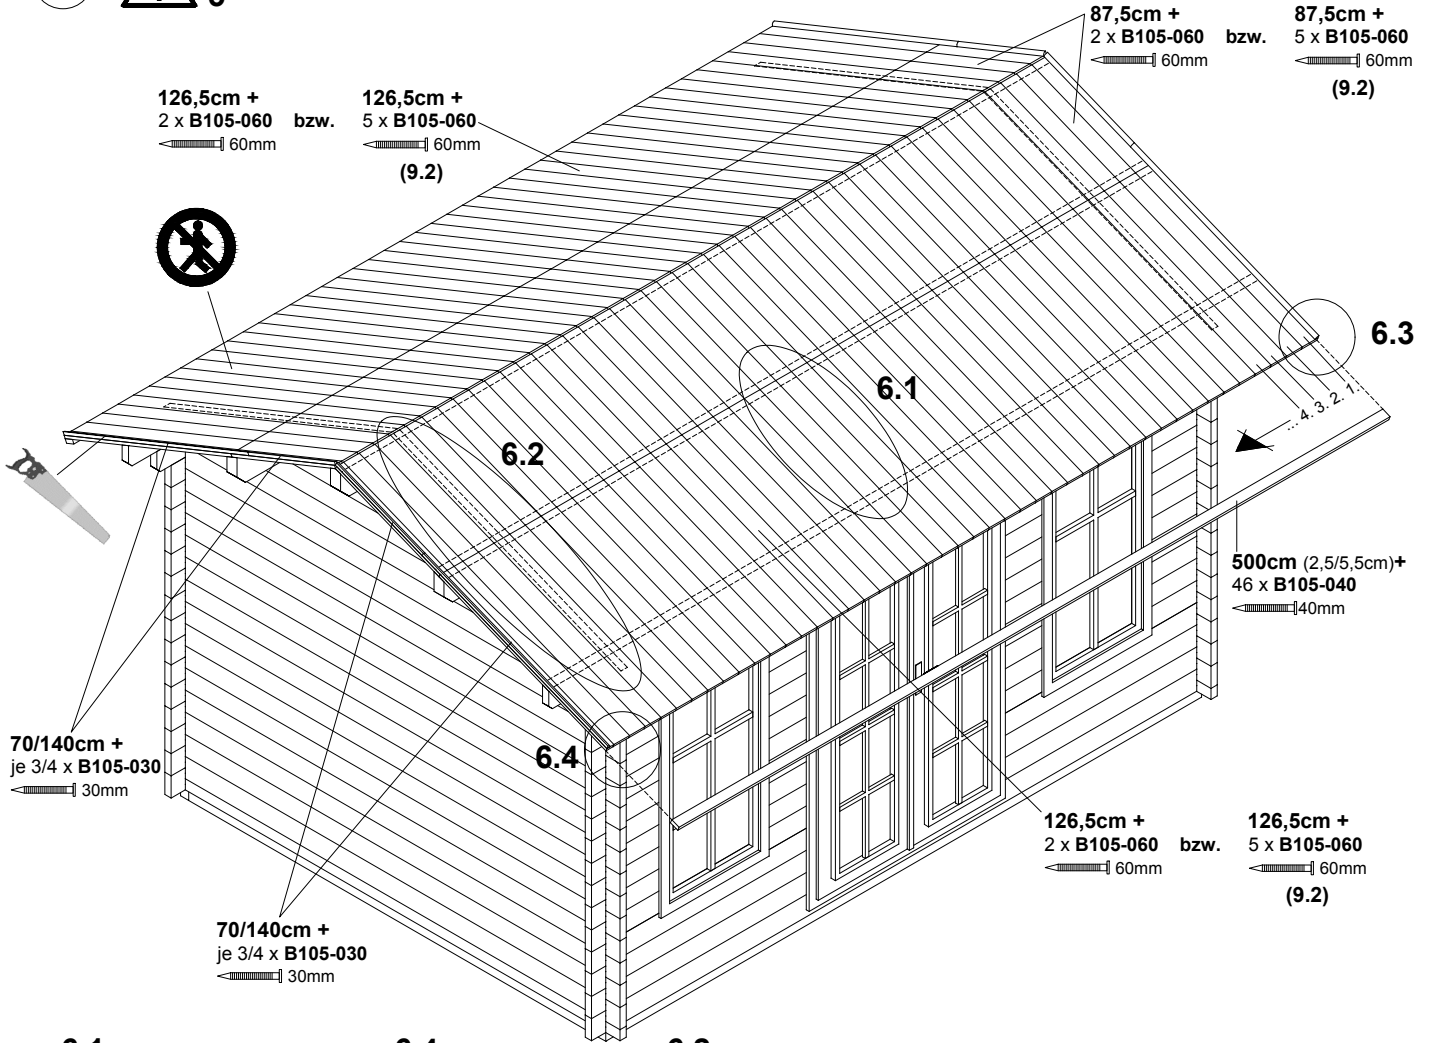 87,5cm +
2 x B105-060 bzw.
60mm
87,5cm +
5 x B105-060
60mm
(9.2)
126,5cm +
2 x B105-060 bzw.
60mm
126,5cm +
5 x B105-060
60mm
(9.2)
6.3
6.1
6.2
... 4. 3. 2. 1.
500cm (2,5/5,5cm)+
46 x B105-040
40mm
6.4
70/140cm +
je 3/4 x B105-030
30mm
126,5cm +
2 x B105-060 bzw.
60mm
126,5cm +
5 x B105-060
60mm
(9.2)
70/140cm +
je 3/4 x B105-030
30mm